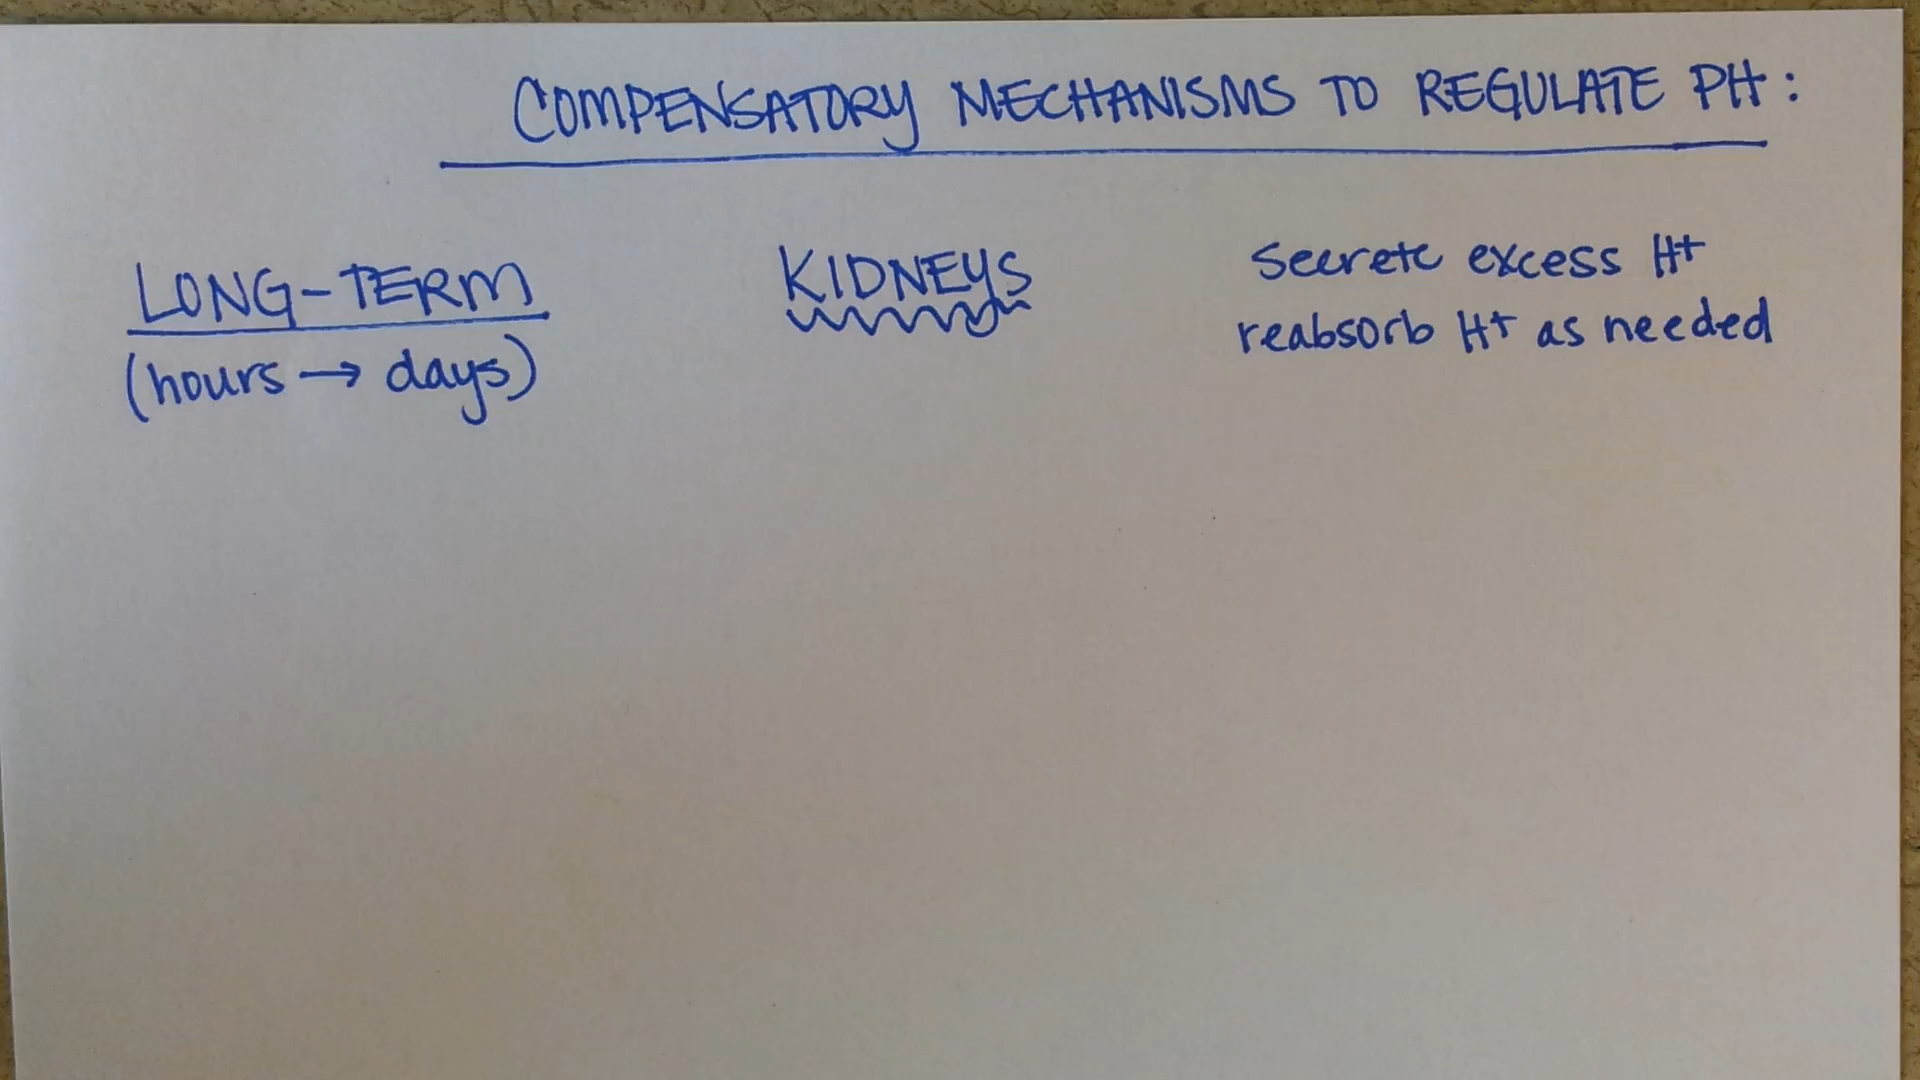 COMPENSATORY MECHANISMS TO REGULATE PH:
LONG-TERM
(hours → days)
KIDNEYS
Secrete excess H+
reabsorb H+ as needed